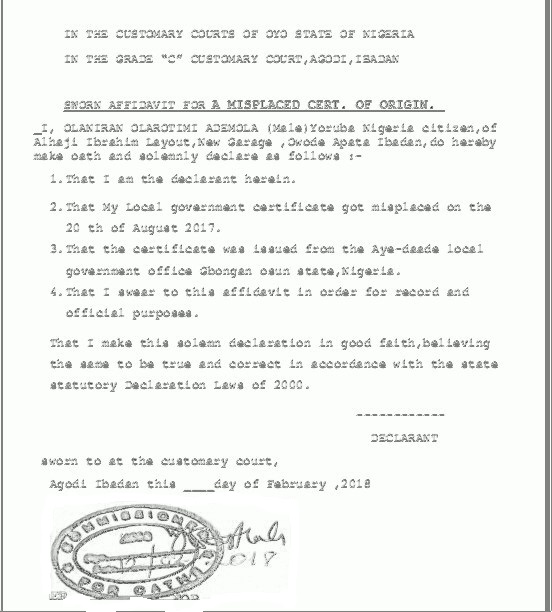 IN THE CUSTOMARY COURTS OF OYO STATE OF NIGERIA
IN THE GRADE “C” CUSTOMARY COURT,AGODI,IBADAN
SWORN AFFIDAVIT FOR A MISPLACED CERT. OF ORIGIN.
_I, OLANIRAN OLAROTIMI ADEMOLA (Male)Yoruba Nigeria citizen,of
Alhaji Ibrahim Layout,New Garage ,Owode Apata Ibadan,do hereby
make oath and solemnly declare as follows :-
1. That I am the declarant herein.
2. That My Local government certificate got misplaced on the
20 th of August 2017.
3. That the certificate was issued from the Aye-daade local
government office Gbongan osun state,Nigeria.
4. That I swear to this affidavit in order for record and
official purposes.
That I make this solemn declaration in good faith,believing
the same to be true and correct in accordance with the state
statutory Declaration Laws of 2000.
------------
DECLARANT
sworn to at the customary court,
Agodi Ibadan this ____day of February ,2018
COMMISSIONER
FOR OATHS
2018